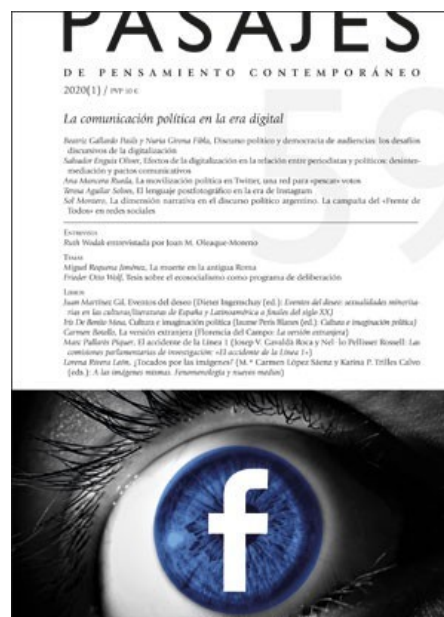 PASAJES
DE PENSAMIENTO CONTEMPORÁNEO
2020(1) / PVP 10 €
59
La comunicación política en la era digital
Beatriz Gallardo Paúls y Nuria Girona Fibla, Discurso político y democracia de audiencias: los desafíos
discursivos de la digitalización
Salvador Enguix Oliver, Efectos de la digitalización en la relación entre periodistas y políticos: desinter-
mediación y pactos comunicativos
Ana Mancera Rueda, La movilización política en Twitter, una red para «pescar» votos
Teresa Aguilar Solves, El lenguaje postfotográfico en la era de Instagram
Sol Montero, La dimensión narrativa en el discurso político argentino. La campaña del «Frente de
Todos» en redes sociales
ENTREVISTA
Ruth Wodak entrevistada por Joan M. Oleaque-Moreno
TEMAS
Miguel Requena Jiménez, La muerte en la antigua Roma
Frieder Otto Wolf, Tesis sobre el ecosocialismo como programa de deliberación
LIBROS
Juan Martínez Gil, Eventos del deseo (Dieter Ingenschay (ed.): Eventos del deseo: sexualidades minorita-
rias en las culturas/literaturas de España y Latinoamérica a finales del siglo XX)
Iris De Benito Mesa, Cultura e imaginación política (Jaume Peris Blanes (ed.): Cultura e imaginación política)
Carmen Botello, La versión extranjera (Florencia del Campo: La versión extranjera)
Marc Pallarès Piquer, El accidente de la Línea 1 (Josep V. Gavaldà Roca y Nel·lo Pellisser Rossell: Las
comisiones parlamentarias de investigación: «El accidente de la Línea 1»)
Lorena Rivera León, ¿Tocados por las imágenes? (M.ª Carmen López Sáenz y Karina P. Trilles Calvo
(eds.): A las imágenes mismas. Fenomenología y nuevos medios)
f